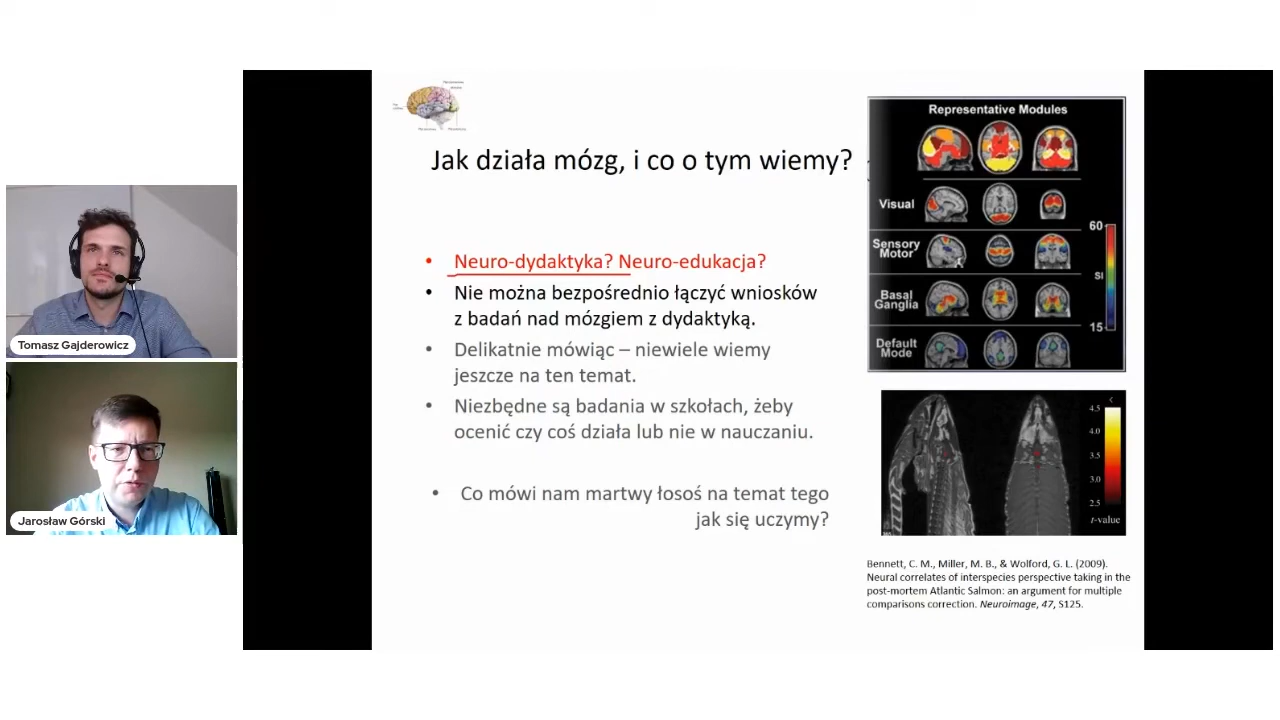 Jak działa mózg, i co o tym wiemy?
• Neuro-dydaktyka? Neuro-edukacja?
• Nie można bezpośrednio łączyć wniosków
z badań nad mózgiem z dydaktyką.
• Delikatnie mówiąc – niewiele wiemy
jeszcze na ten temat.
• Niezbędne są badania w szkołach, żeby
ocenić czy coś działa lub nie w nauczaniu.
• Co mówi nam martwy łosoś na temat tego
jak się uczymy?
Representative Modules
Visual
Sensory
Motor
Basal
Ganglia
Default
Mode
60
SI
15
4.5
4.0
3.5
3.0
2.5
t-value
Bennett, C. M., Miller, M. B., & Wolford, G. L. (2009).
Neural correlates of interspecies perspective taking in the
post-mortem Atlantic Salmon: an argument for multiple
comparisons correction. Neuroimage, 47, S125.
Tomasz Gajderowicz
Jarosław Górski